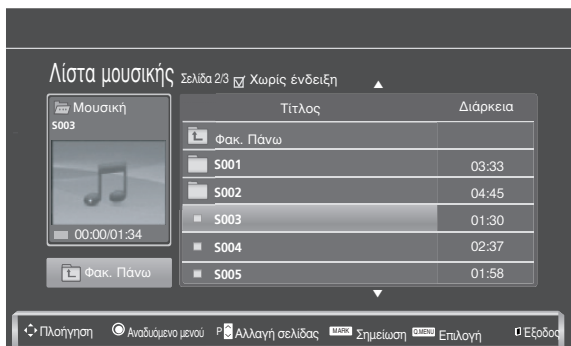 Λίστα μουσικής Σελίδα 2/3 Χωρίς ένδειξη
Μουσική
S003
00:00/01:34
Φακ. Πάνω
Τίτλος Διάρκεια
Φακ. Πάνω
S001 03:33
S002 04:45
S003 01:30
S004 02:37
S005 01:58
Πλοήγηση Αναδυόμενο μενού P Αλλαγή σελίδας MARK Σημείωση Q.MENU Επιλογή Έξοδος